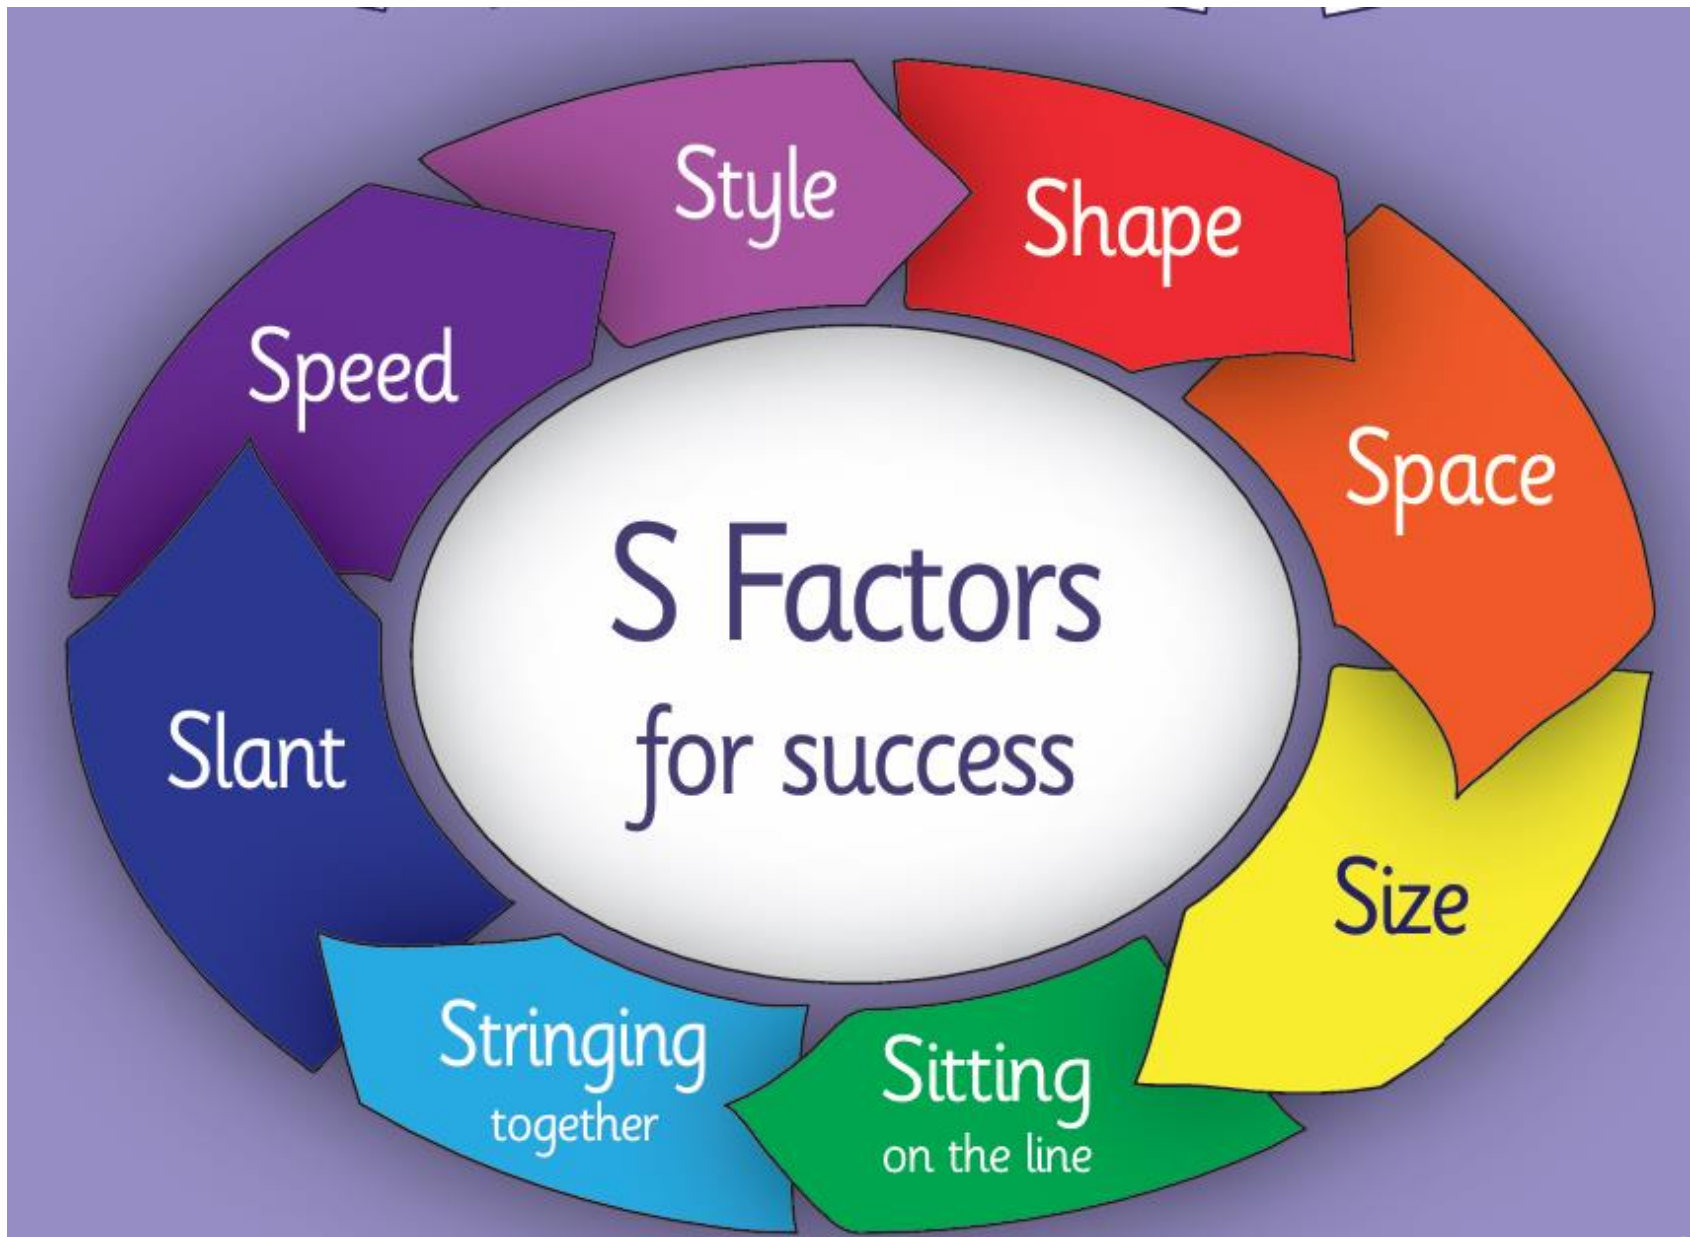 S Factors
for success
Style
Shape
Space
Size
Sitting
on the line
Stringing
together
Slant
Speed